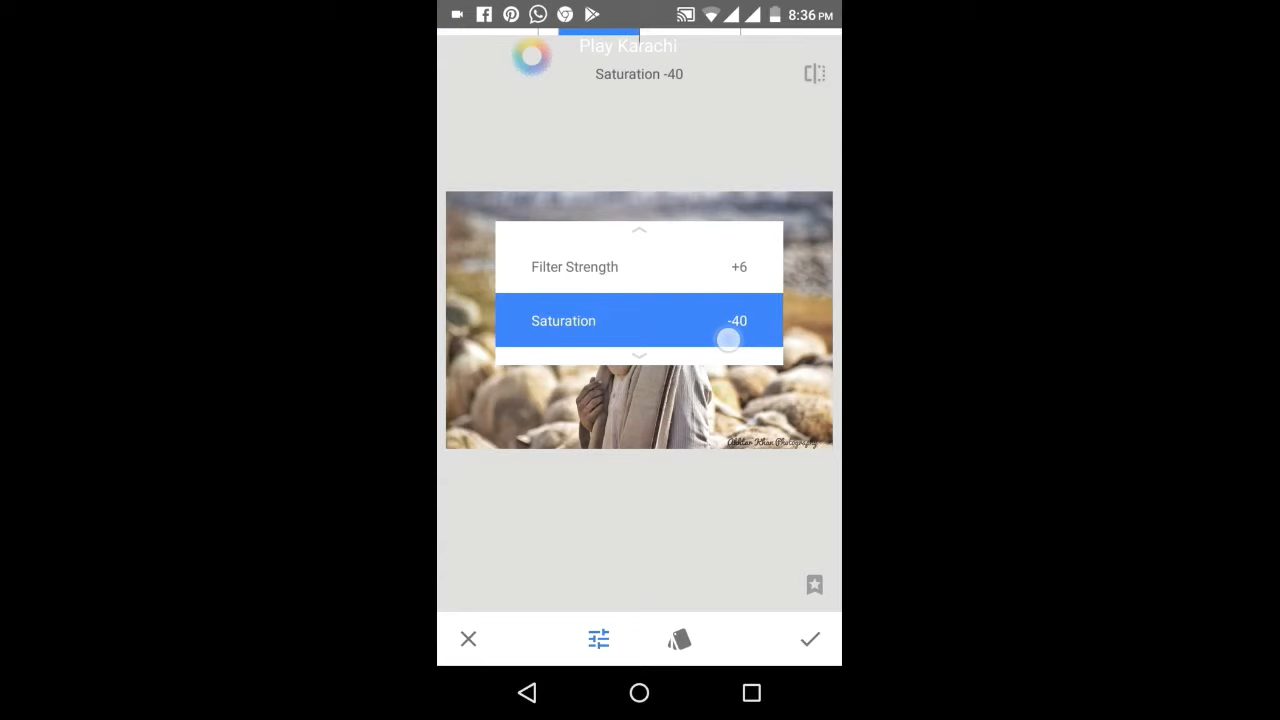 8:36 PM
Play Karachi
Saturation -40
Filter Strength +6
Saturation -40
Akhtar Khan Photography